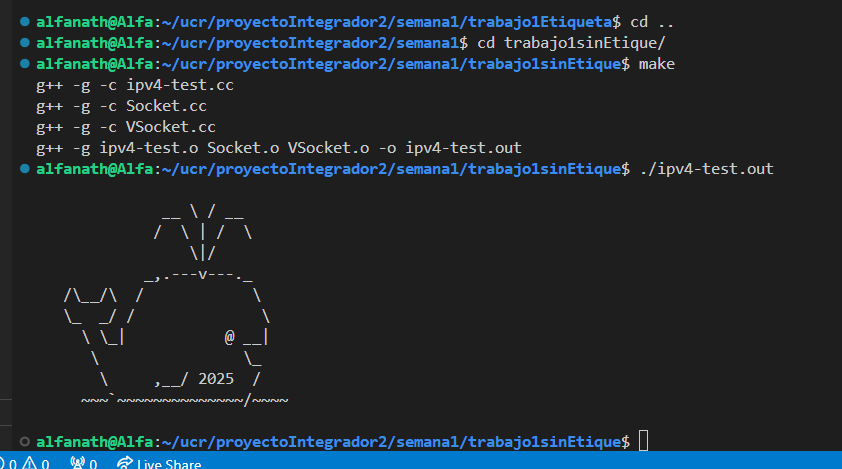 alfanath@Alfa:~/ucr/proyectoIntegrador2/semana1/trabajo1Etiqueta$ cd ..
alfanath@Alfa:~/ucr/proyectoIntegrador2/semana1$ cd trabajo1sinEtique/
alfanath@Alfa:~/ucr/proyectoIntegrador2/semana1/trabajo1sinEtique$ make
g++ -g -c ipv4-test.cc
g++ -g -c Socket.cc
g++ -g -c VSocket.cc
g++ -g ipv4-test.o Socket.o VSocket.o -o ipv4-test.out
alfanath@Alfa:~/ucr/proyectoIntegrador2/semana1/trabajo1sinEtique$ ./ipv4-test.out
              __ \ / __
             /  \ | /  \
                 \|/
            _,.---v---._
   /\__/\  /            \
   \_  _/ /              \
     \ \_|           @ __|
      \                \_
       \     ,__/ 2025  /
     ~~~`~~~~~~~~~~~~~~/~~~~
alfanath@Alfa:~/ucr/proyectoIntegrador2/semana1/trabajo1sinEtique$
0 0 0 Live Share